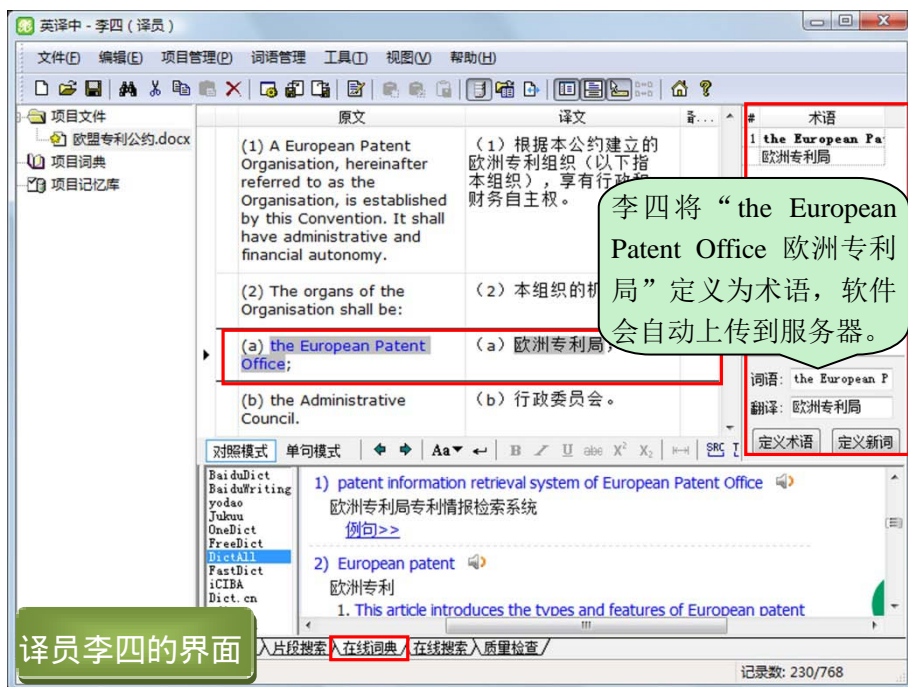 英译中 - 李四（译员）
文件(F) 编辑(E) 项目管理(P) 词语管理 工具(T) 视图(V) 帮助(H)
项目文件
欧盟专利公约.docx
项目词典
项目记忆库
原文 译文
(1) A European Patent
Organisation, hereinafter
referred to as the
Organisation, is established
by this Convention. It shall
have administrative and
financial autonomy.
（1）根据本公约建立的
欧洲专利组织（以下指
本组织），享有行政和
财务自主权。
(2) The organs of the
Organisation shall be:
（2）本组织的机
(a) the European Patent
Office;
（a）欧洲专利局；
(b) the Administrative
Council.
（b）行政委员会。
# 术语
1 the European Pa
欧洲专利局
李四将“the European
Patent Office 欧洲专利
局”定义为术语，软件
会自动上传到服务器。
词语: the European P
翻译: 欧洲专利局
定义术语 定义新词
对照模式 单句模式 Aa B I U abc X² X₂ SRC
BaiduDict
BaiduWriting
yodao
Jukuu
OneDict
FreeDict
DictAll
FastDict
iCIBA
Dict.cn
1) patent information retrieval system of European Patent Office
欧洲专利局专利情报检索系统
例句>>
2) European patent
欧洲专利
1. This article introduces the types and features of European patent
译员李四的界面
片段搜索 在线词典 在线搜索 质量检查
记录数: 230/768